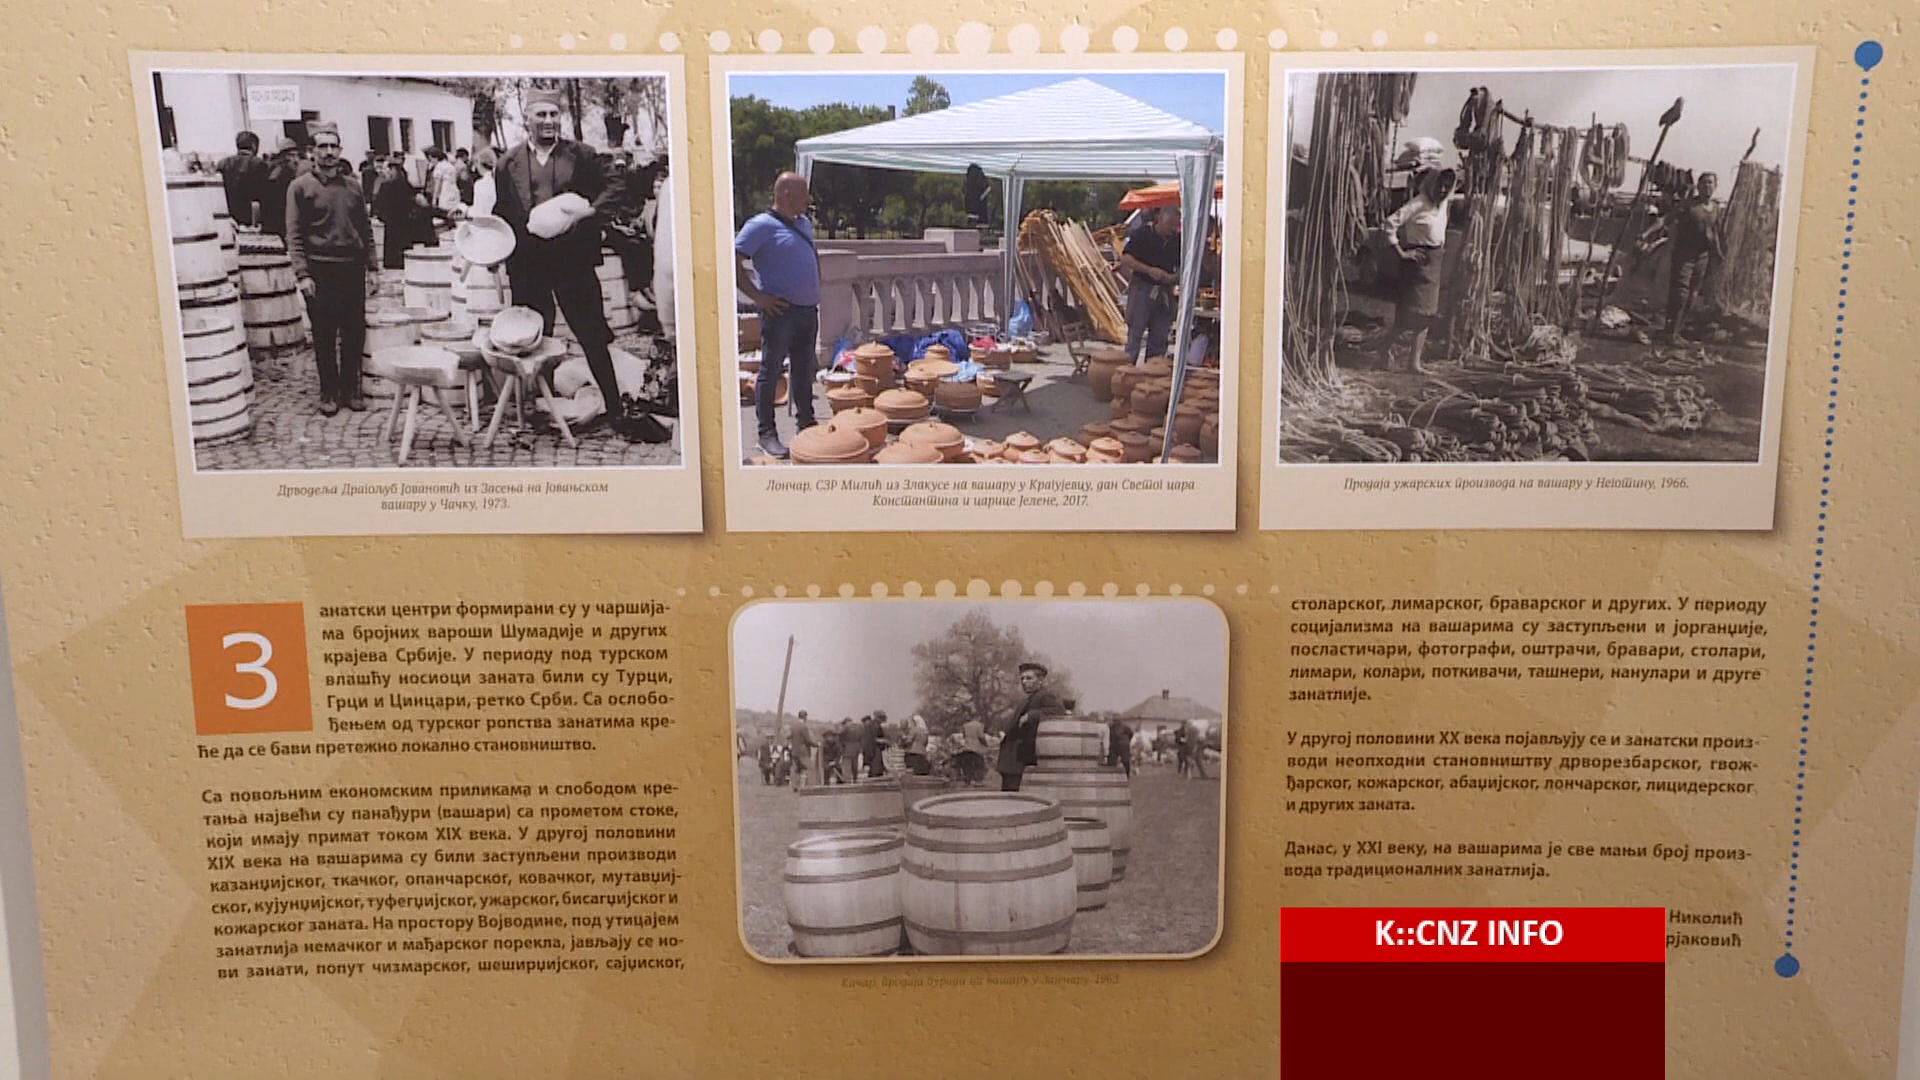 Дрводеља Драгољуб Јовановић из Засења на Јовањском
вашару у Чачку, 1973.
Лончар, СЗР Милић из Злакусе на вашару у Крагујевцу, дан Светог цара
Константина и царице Јелене, 2017.
Продаја ужарских производа на вашару у Неготину, 1966.
З
анатски центри формирани су у чаршија-
ма бројних вароши Шумадије и других
крајева Србије. У периоду под турском
влашћу носиоци заната били су Турци,
Грци и Цинцари, ретко Срби. Са ослобо-
ђењем од турског ропства занатима кре-
ће да се бави претежно локално становништво.
Са повољним економским приликама и слободом кре-
тања највећи су панађури (вашари) са прометом стоке,
који имају примат током XIX века. У другој половини
XIX века на вашарима су били заступљени производи
казанџијског, ткачког, опанчарског, ковачког, мутавџиј-
ског, кујунџијског, туфегџијског, ужарског, бисагџијског и
кожарског заната. На простору Војводине, под утицајем
занатлија немачког и мађарског порекла, јављају се но-
ви занати, попут чизмарског, шеширџијског, сајџиског,
Качар, продаја буради на вашару у Зајечару 1963.
столарског, лимарског, браварског и других. У периоду
социјализма на вашарима су заступљени и јорганџије,
посластичари, фотографи, оштрачи, бравари, столари,
лимари, колари, поткивачи, ташнери, нанулари и друге
занатлије.
У другој половини XX века појављују се и занатски произ-
води неопходни становништву дрворезбарског, гвож-
ђарског, кожарског, абаџијског, лончарског, лицидерског
и других заната.
Данас, у XXI веку, на вашарима је све мањи број произ-
вода традиционалних занатлија.
Николић
рјаковић
K::CNZ INFO